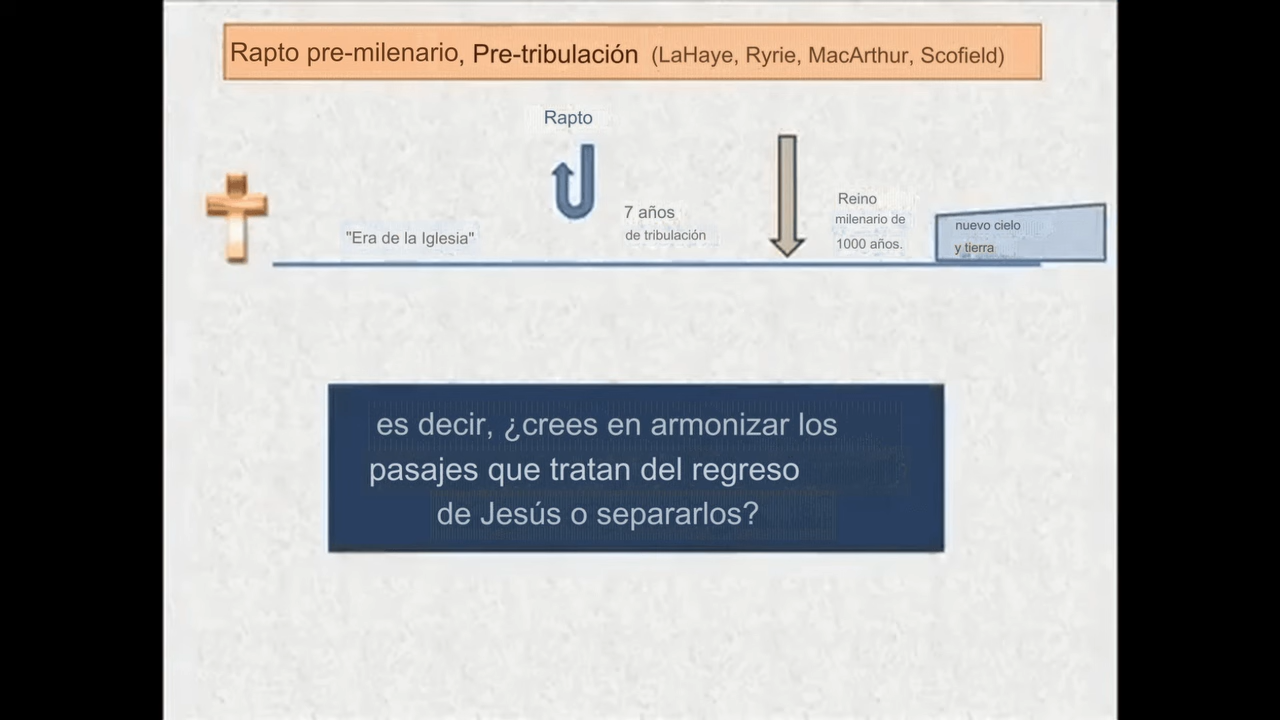 Rapto pre-milenario, Pre-tribulación (LaHaye, Ryrie, MacArthur, Scofield)
Rapto
"Era de la Iglesia"
7 años
de tribulación
Reino
milenario de
1000 años.
nuevo cielo
y tierra
es decir, ¿crees en armonizar los
pasajes que tratan del regreso
de Jesús o separarlos?